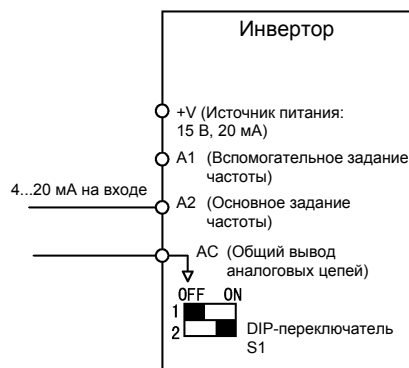 Инвертор
+V (Источник питания:
15 В, 20 мА)
A1 (Вспомогательное задание
частоты)
4...20 мА на входе
A2 (Основное задание
частоты)
AC (Общий вывод
аналоговых цепей)
OFF ON
1
2
DIP-переключатель
S1